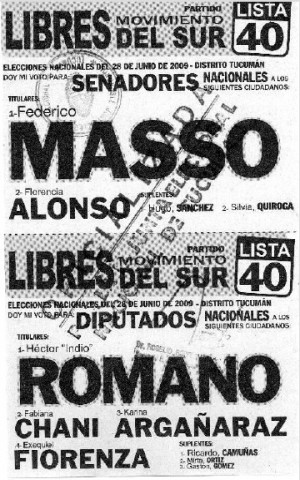 PARTIDO
MOVIMIENTO
LIBRES DEL SUR
LISTA
40
ELECCIONES NACIONALES DEL 28 DE JUNIO DE 2009 - DISTRITO TUCUMÁN
DOY MI VOTO PARA: SENADORES NACIONALES A LOS
SIGUIENTES CIUDADANOS:
TITULARES:
1- Federico
MASSO
2- Florencia
ALONSO
SUPLENTES:
1- Hugo, SANCHEZ 2- Silvia, QUIROGA
PARTIDO
MOVIMIENTO
LIBRES DEL SUR
LISTA
40
ELECCIONES NACIONALES DEL 28 DE JUNIO DE 2009 - DISTRITO TUCUMÁN
DOY MI VOTO PARA: DIPUTADOS NACIONALES A LOS
SIGUIENTES CIUDADANOS:
TITULARES:
1- Héctor "Indio"
ROMANO
2- Fabiana 3- Karina
CHANI ARGAÑARAZ
4- Exequiel
FIORENZA
SUPLENTES:
1- Ricardo, CAMUÑAS
2- Mirta, ORTIZ
3- Gaston, GOMEZ